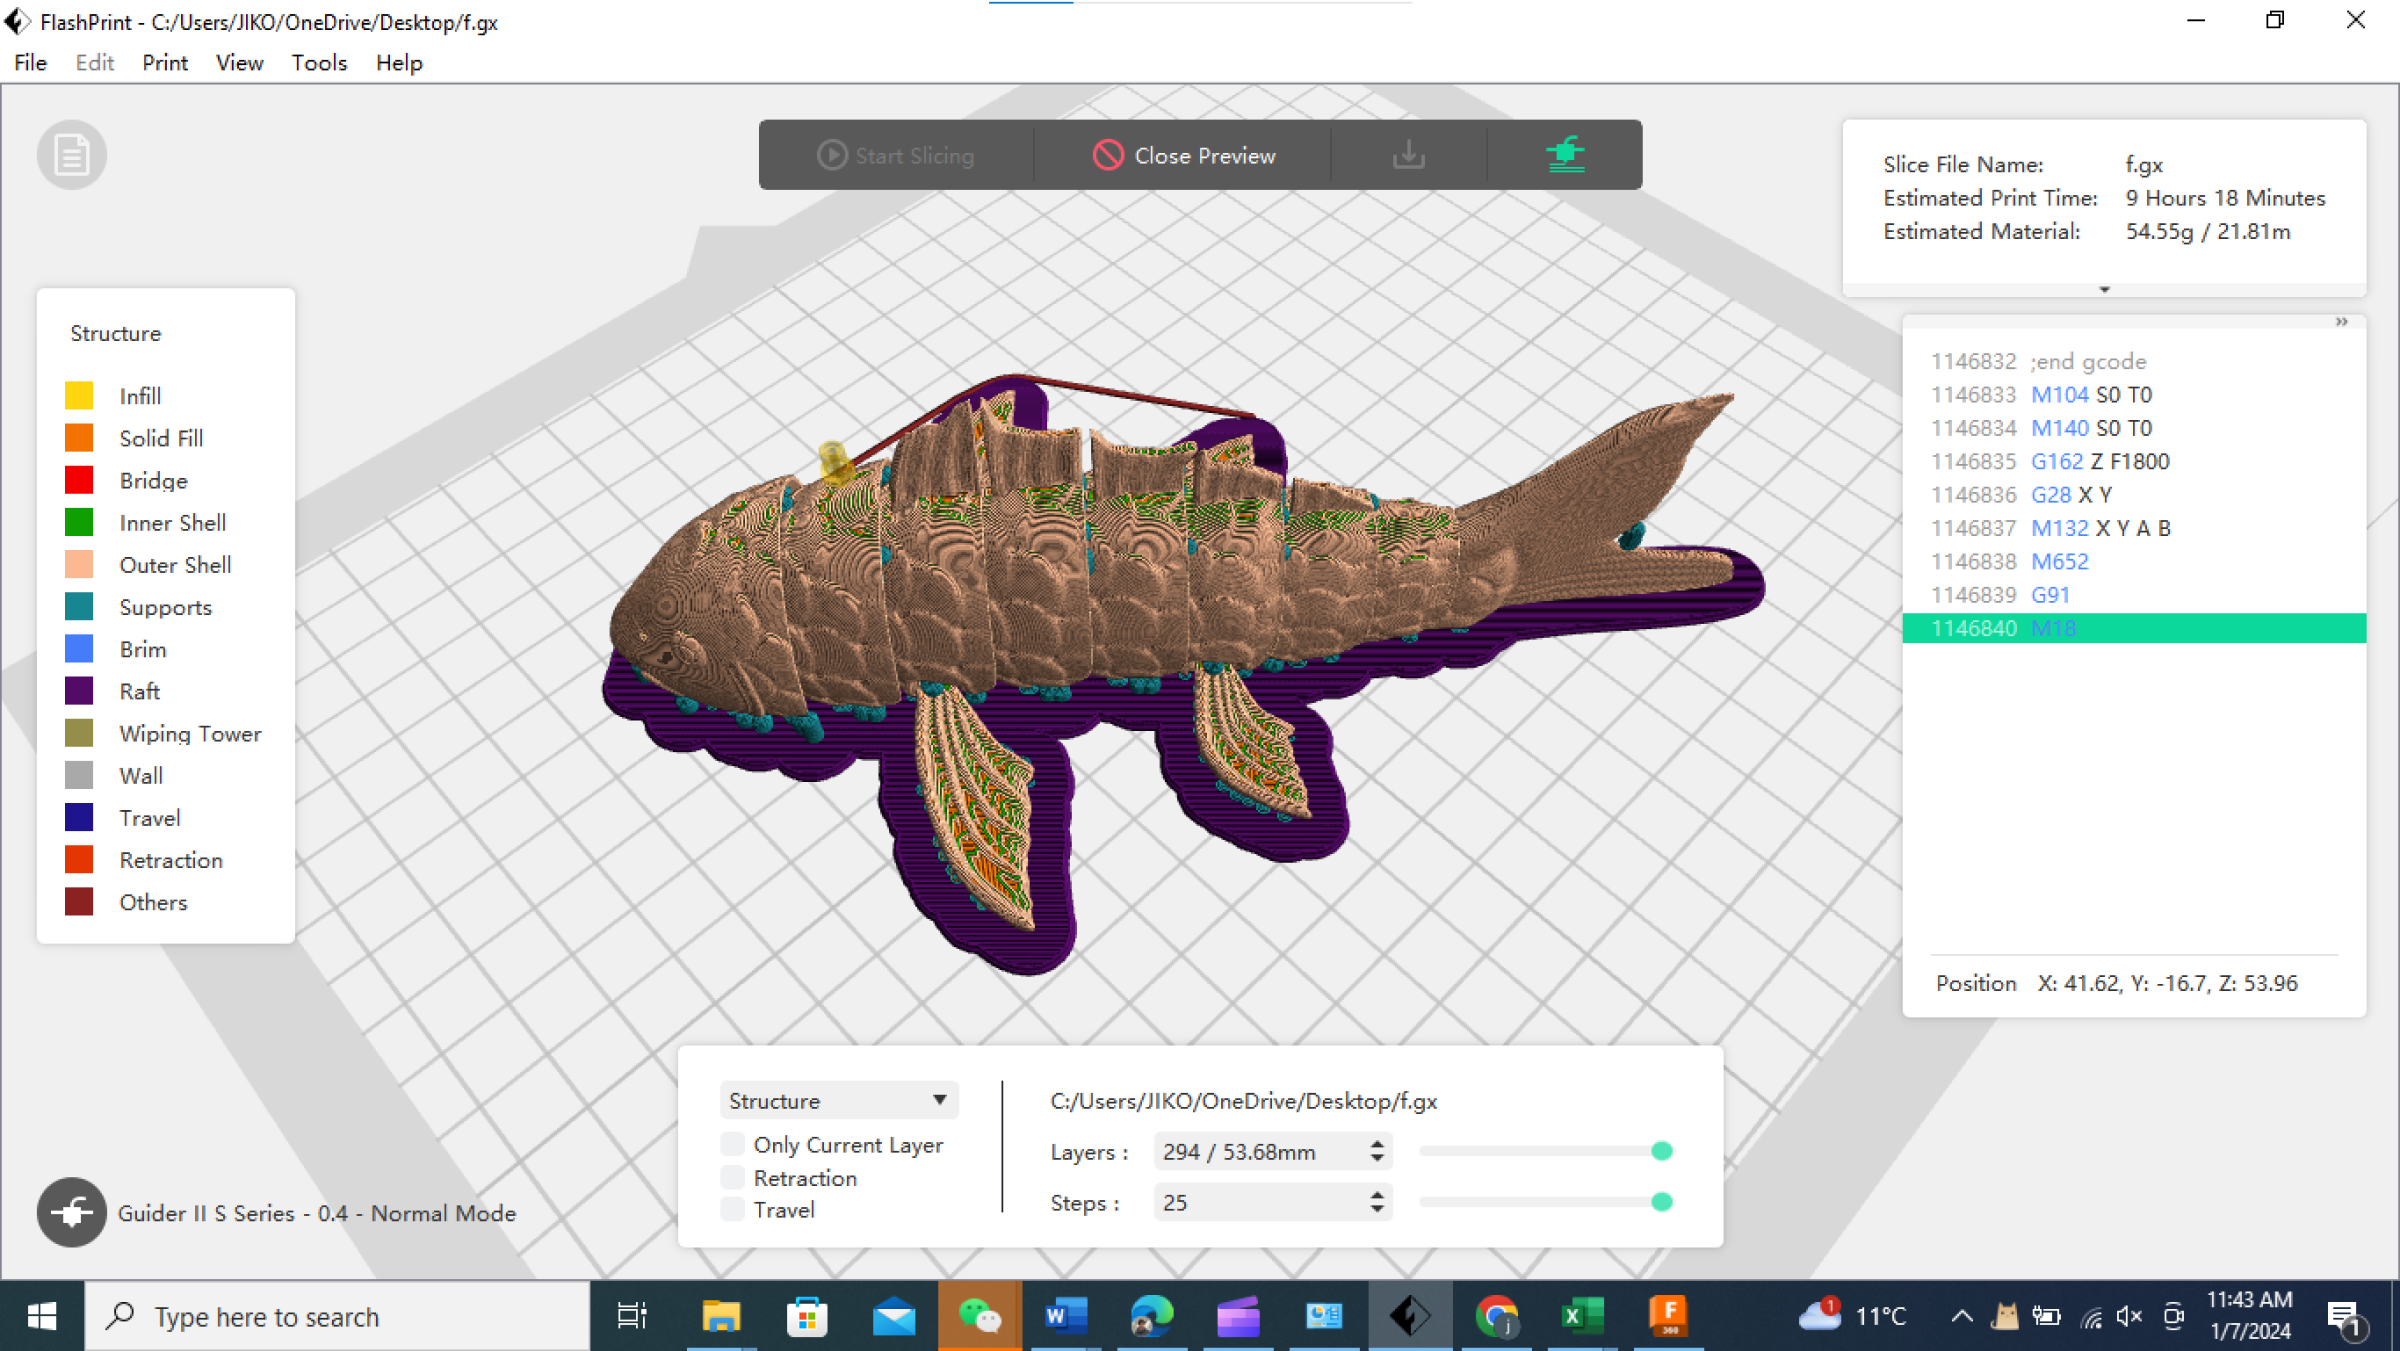 FlashPrint - C:/Users/JIKO/OneDrive/Desktop/f.gx
File Edit Print View Tools Help
Start Slicing
Close Preview
Slice File Name: f.gx
Estimated Print Time: 9 Hours 18 Minutes
Estimated Material: 54.55g / 21.81m
Structure
Infill
Solid Fill
Bridge
Inner Shell
Outer Shell
Supports
Brim
Raft
Wiping Tower
Wall
Travel
Retraction
Others
1146832 ;end gcode
1146833 M104 S0 T0
1146834 M140 S0 T0
1146835 G162 Z F1800
1146836 G28 X Y
1146837 M132 X Y A B
1146838 M652
1146839 G91
1146840 M18
Position X: 41.62, Y: -16.7, Z: 53.96
Structure
Only Current Layer
Retraction
Travel
C:/Users/JIKO/OneDrive/Desktop/f.gx
Layers : 294 / 53.68mm
Steps : 25
Guider II S Series - 0.4 - Normal Mode
Type here to search
W
j
X
F
360
1
11°C
11:43 AM
1/7/2024
1